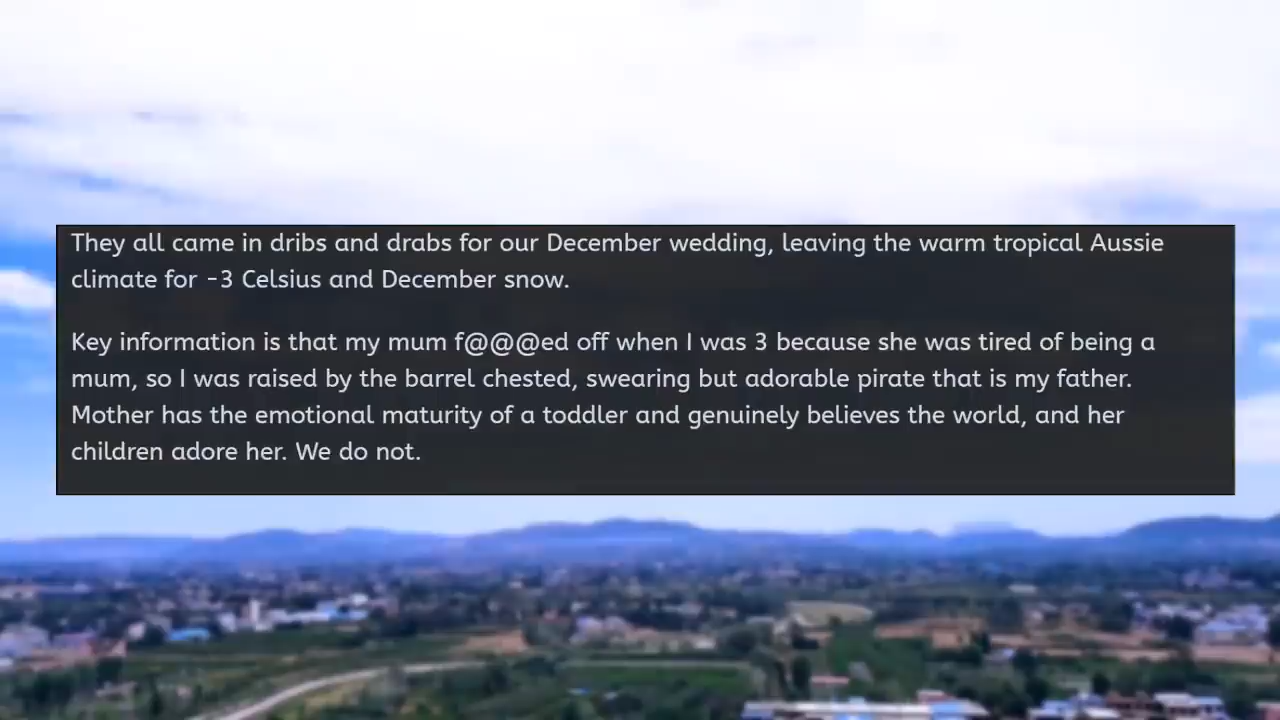 They all came in dribs and drabs for our December wedding, leaving the warm tropical Aussie
climate for -3 Celsius and December snow.
Key information is that my mum f@@@ed off when I was 3 because she was tired of being a
mum, so I was raised by the barrel chested, swearing but adorable pirate that is my father.
Mother has the emotional maturity of a toddler and genuinely believes the world, and her
children adore her. We do not.